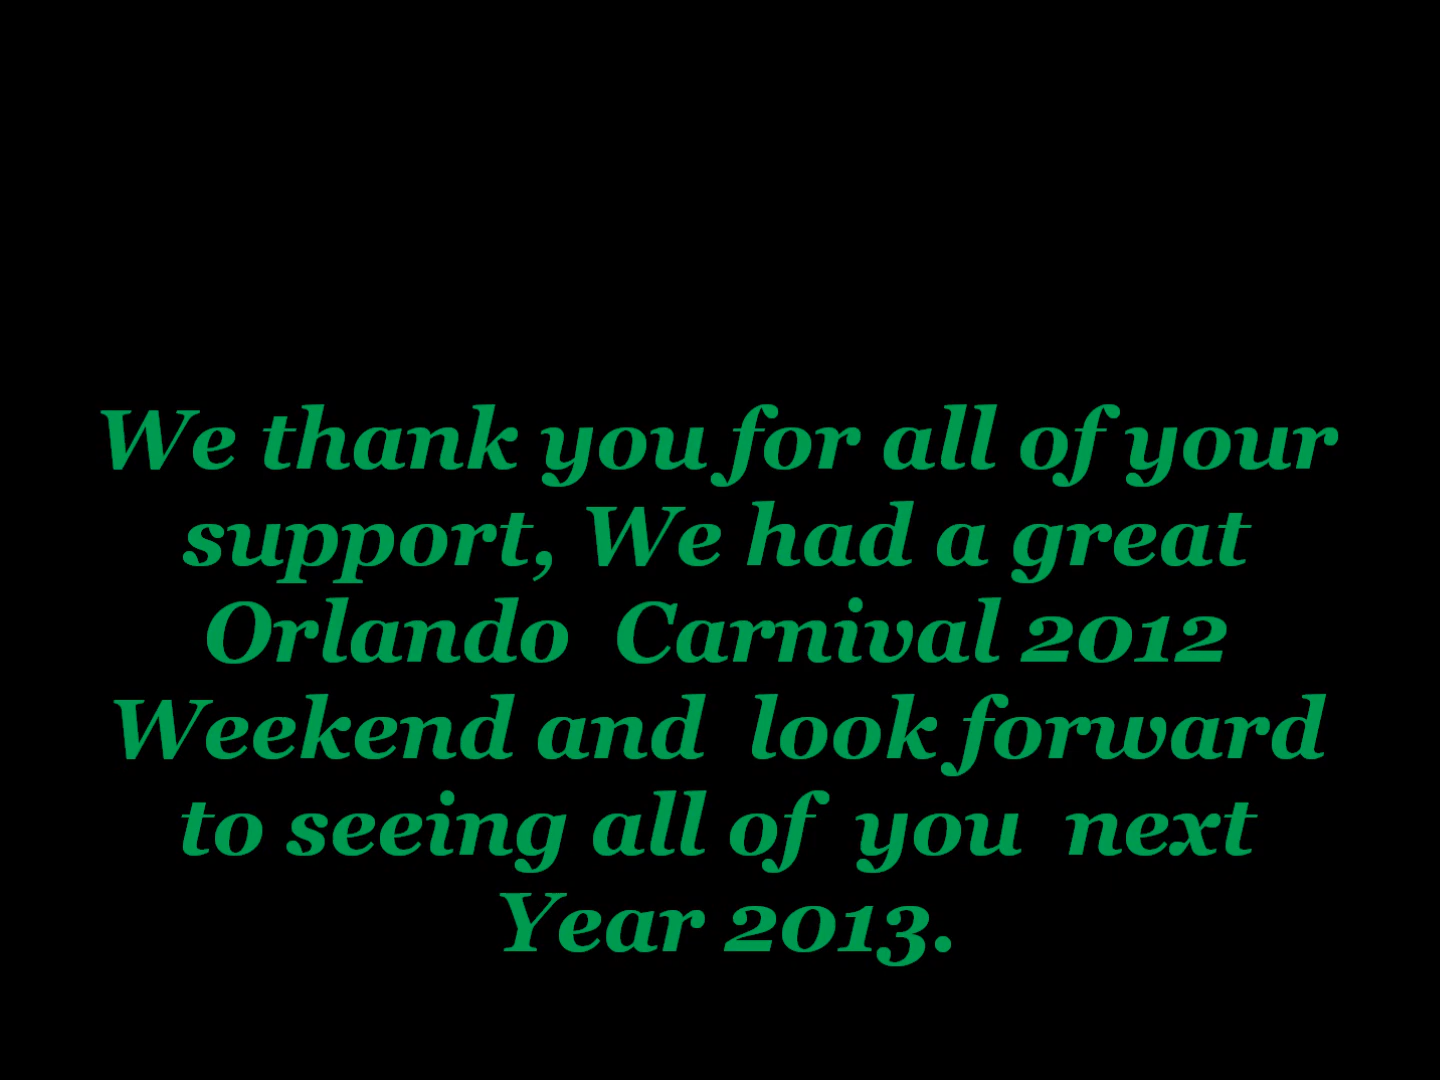 We thank you for all of your
support, We had a great
Orlando  Carnival 2012
Weekend and  look forward
to seeing all of  you  next
Year 2013.